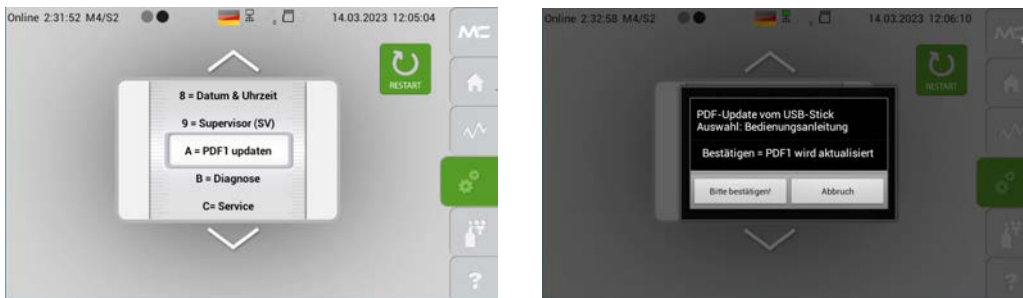 Online 2:31:52 M4/S2
14.03.2023 12:05:04
MC
RESTART
8 = Datum & Uhrzeit
9 = Supervisor (SV)
A = PDF1 updaten
B = Diagnose
C= Service
?
Online 2:32:58 M4/S2
14.03.2023 12:06:10
MC
RESTART
PDF-Update vom USB-Stick
Auswahl: Bedienungsanleitung
Bestätigen = PDF1 wird aktualisiert
Bitte bestätigen!
Abbruch
?